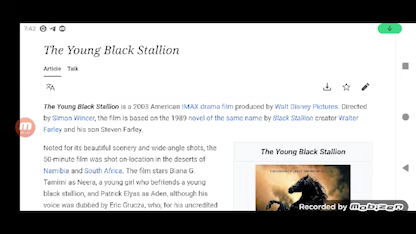 7:42
The Young Black Stallion
Article Talk
The Young Black Stallion is a 2003 American IMAX drama film produced by Walt Disney Pictures. Directed
by Simon Wincer, the film is based on the 1989 novel of the same name by Black Stallion creator Walter
Farley and his son Steven Farley.
Noted for its beautiful scenery and wide-angle shots, the
50-minute film was shot on-location in the deserts of
Namibia and South Africa. The film stars Biana G.
Tamimi as Neera, a young girl who befriends a young
black stallion, and Patrick Elyas as Aden, although his
voice was dubbed by Eric Grucza, who, for his uncredited
The Young Black Stallion
Recorded by Mobizen